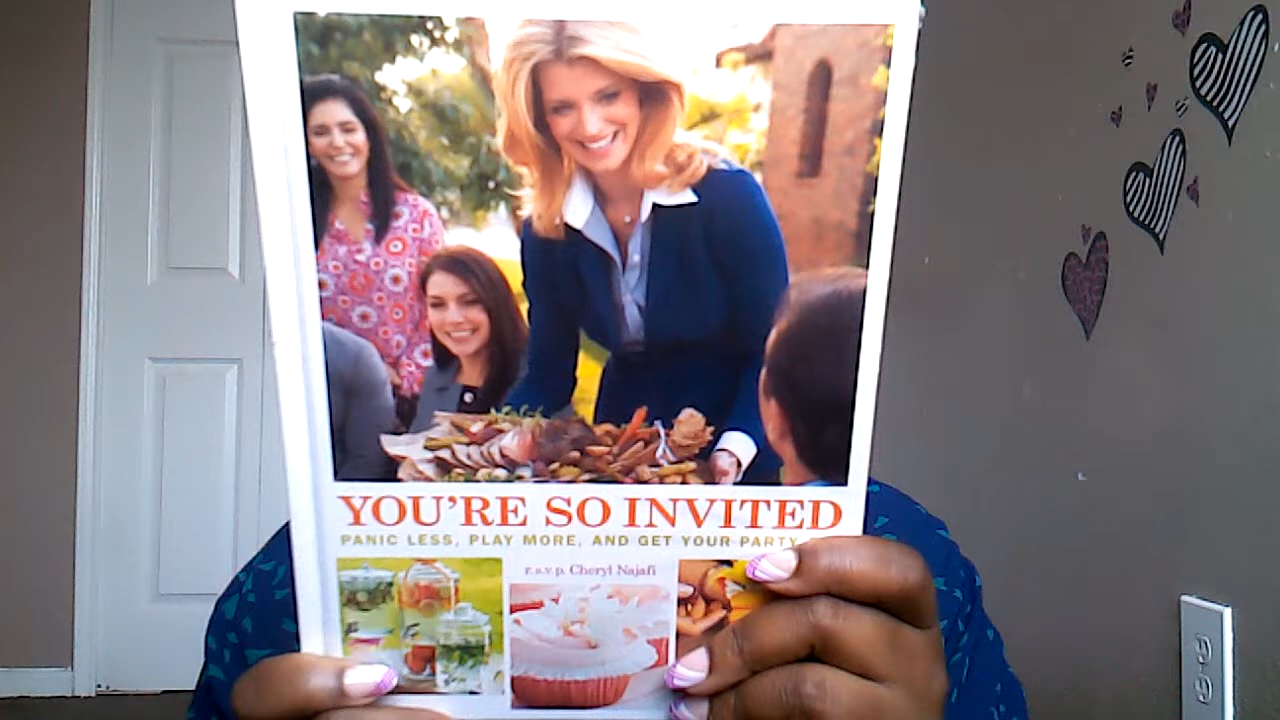 YOU'RE SO INVITED
PANIC LESS, PLAY MORE, AND GET YOUR PARTY
r.s.v.p. Cheryl Najafi